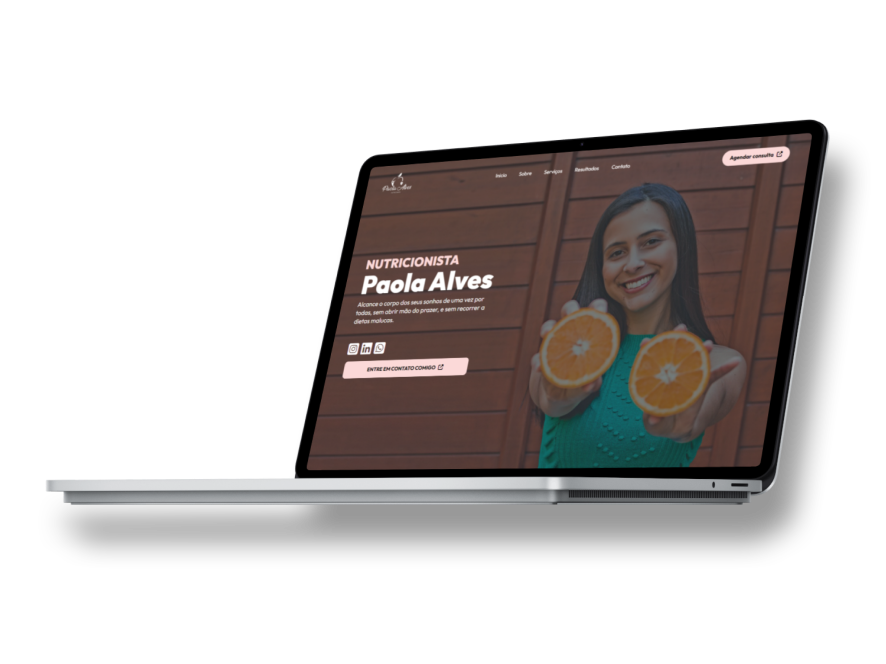 Paola Alves
Início Sobre Serviços Resultados Contato
Agendar consulta
NUTRICIONISTA
Paola Alves
Alcance o corpo dos seus sonhos de uma vez por
todas, sem abrir mão do prazer, e sem recorrer a
dietas malucas.
in
ENTRE EM CONTATO COMIGO